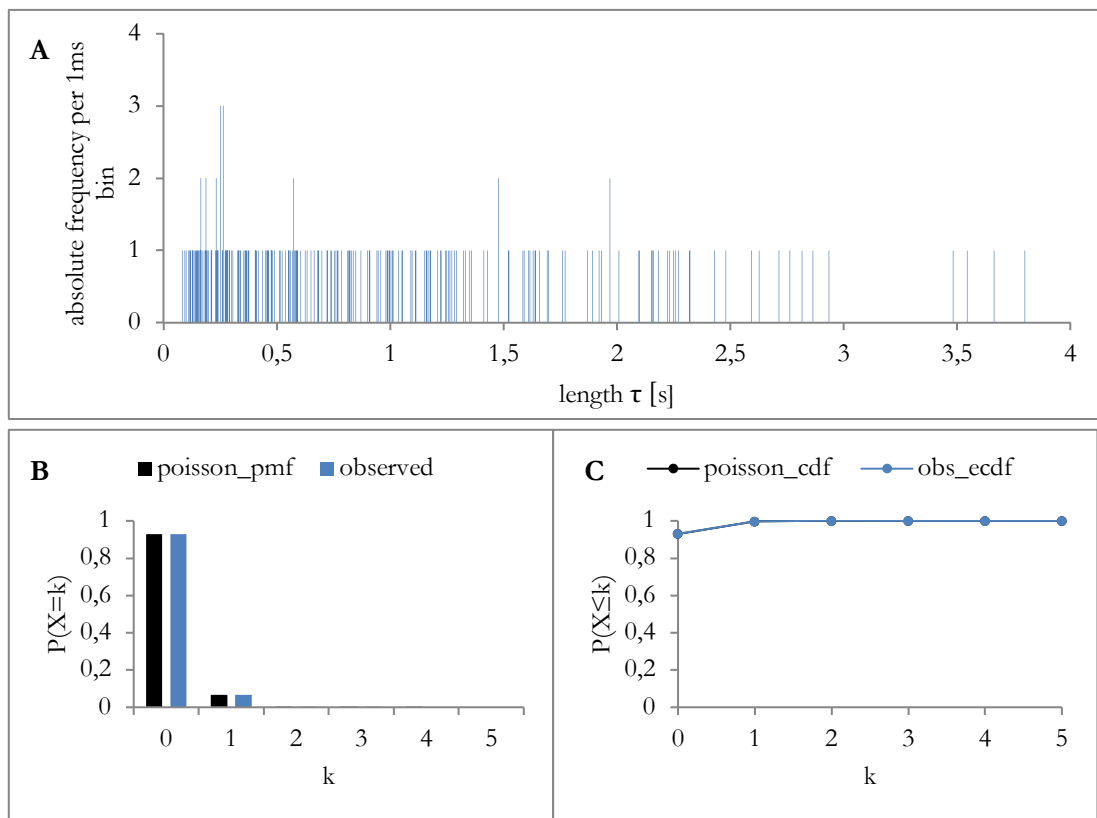 A
absolute frequency per 1ms
bin
4
3
2
1
0
0 0,5 1 1,5 2 2,5 3 3,5 4
length τ [s]
B
poisson_pmf observed
P(X=k)
1
0,8
0,6
0,4
0,2
0
0 1 2 3 4 5
k
C
poisson_cdf obs_ecdf
P(X≤k)
1
0,8
0,6
0,4
0,2
0
0 1 2 3 4 5
k